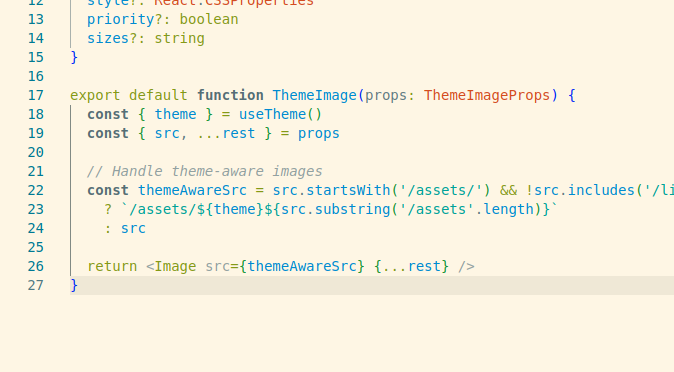 12   style?: React.CSSProperties
13   priority?: boolean
14   sizes?: string
15 }
16
17 export default function ThemeImage(props: ThemeImageProps) {
18   const { theme } = useTheme()
19   const { src, ...rest } = props
20
21   // Handle theme-aware images
22   const themeAwareSrc = src.startsWith('/assets/') && !src.includes('/li
23     ? `/assets/${theme}${src.substring('/assets'.length)}`
24     : src
25
26   return <Image src={themeAwareSrc} {...rest} />
27 }